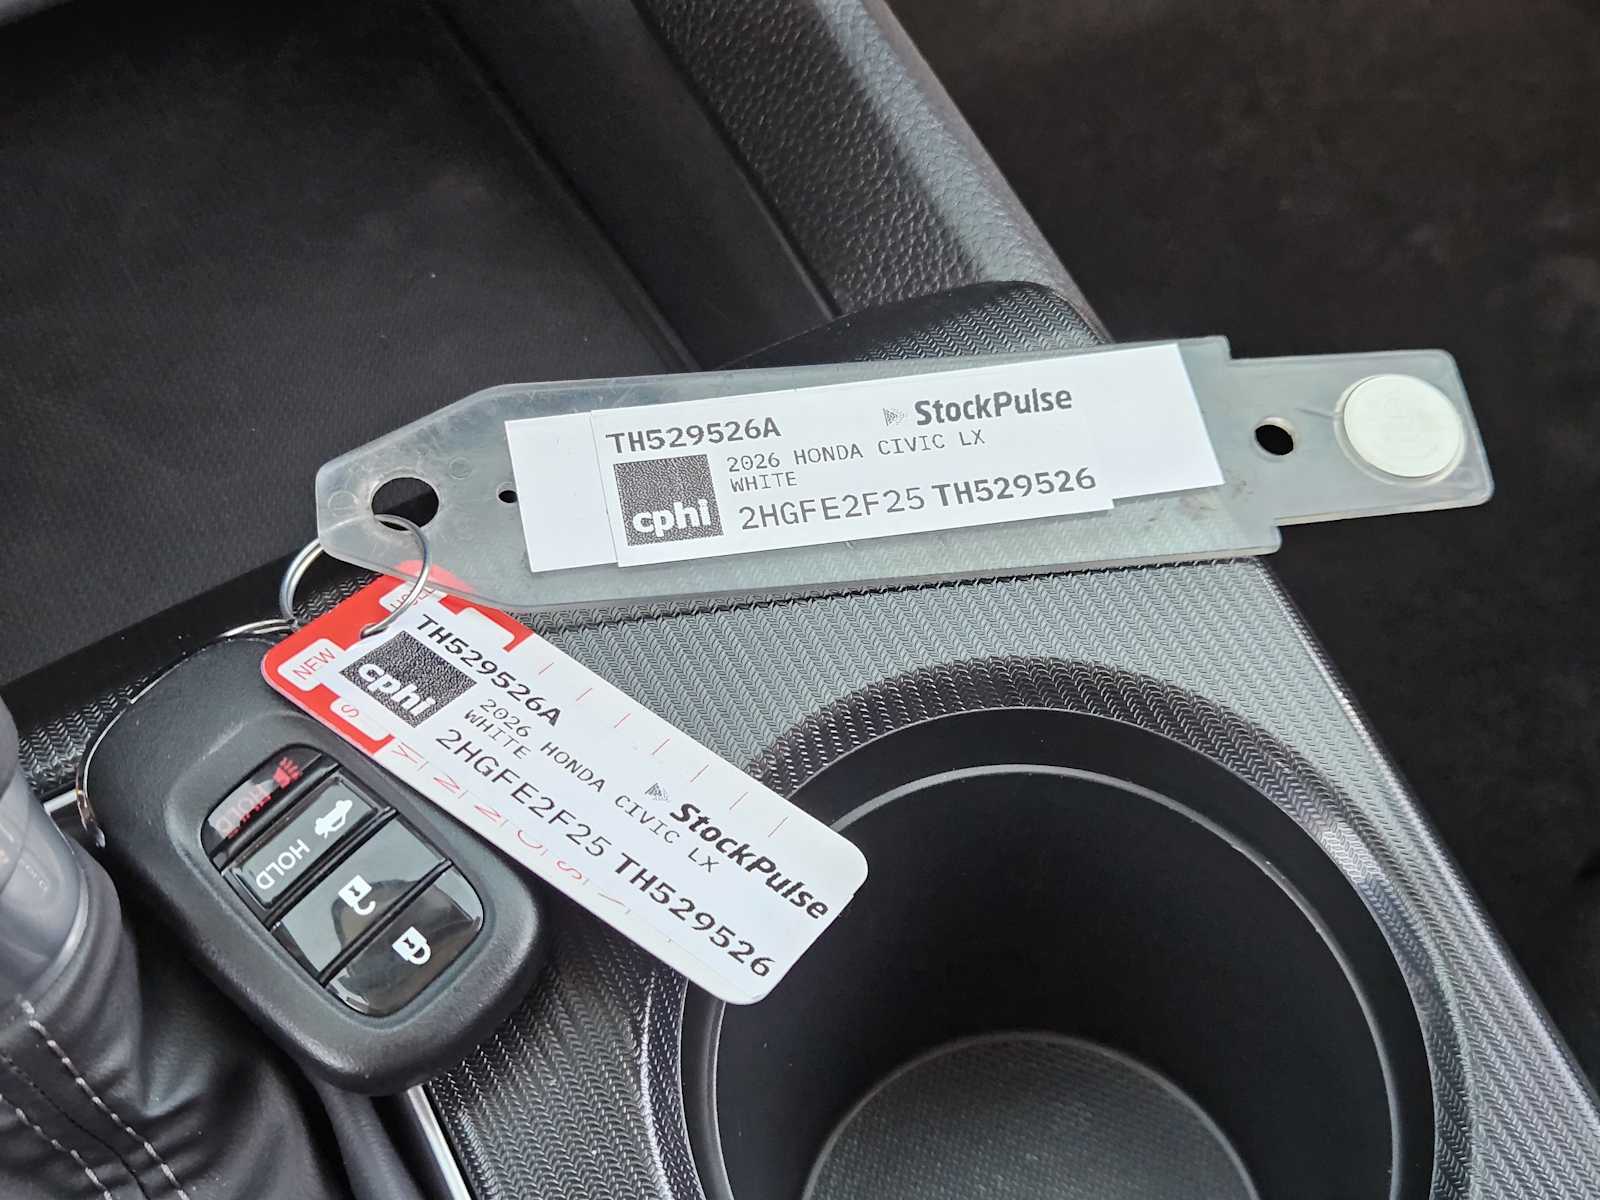 TH529526A
StockPulse
2026 HONDA CIVIC LX
WHITE
cphi
2HGFE2F25 TH529526
NEW
TH529526A
cphi
2026 HONDA CIVIC LX
WHITE
StockPulse
2HGFE2F25 TH529526
HOLD
HOLD